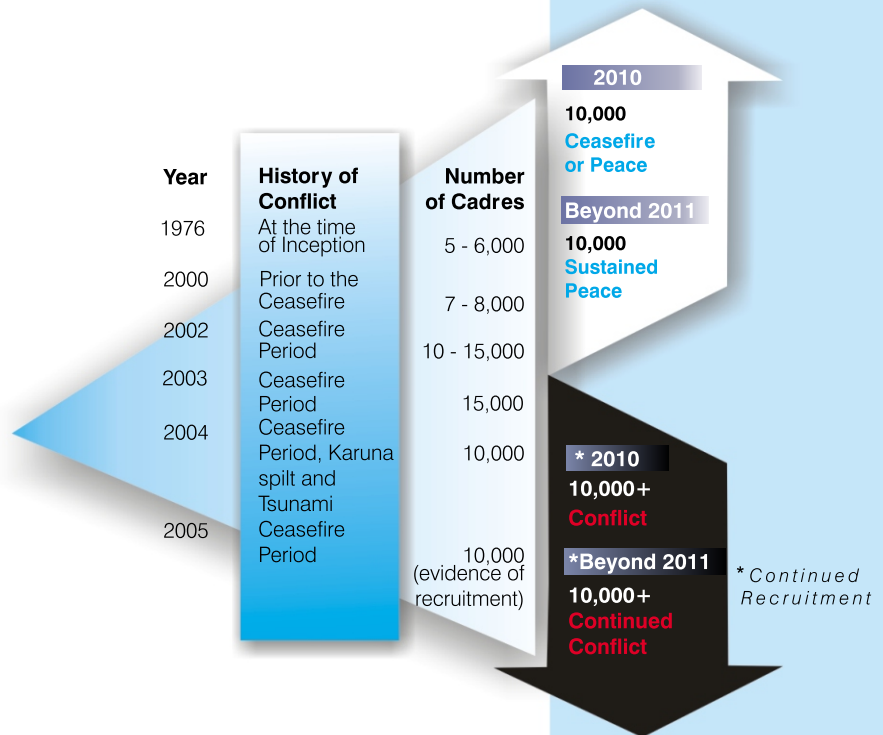 Year
History of
Conflict
Number
of Cadres
1976
At the time
of Inception
5 - 6,000
2000
Prior to the
Ceasefire
7 - 8,000
2002
Ceasefire
Period
10 - 15,000
2003
Ceasefire
Period
15,000
2004
Ceasefire
Period, Karuna
spilt and
Tsunami
10,000
2005
Ceasefire
Period
10,000
(evidence of
recruitment)
2010
10,000
Ceasefire
or Peace
Beyond 2011
10,000
Sustained
Peace
* 2010
10,000+
Conflict
*Beyond 2011
10,000+
Continued
Conflict
* Continued
Recruitment